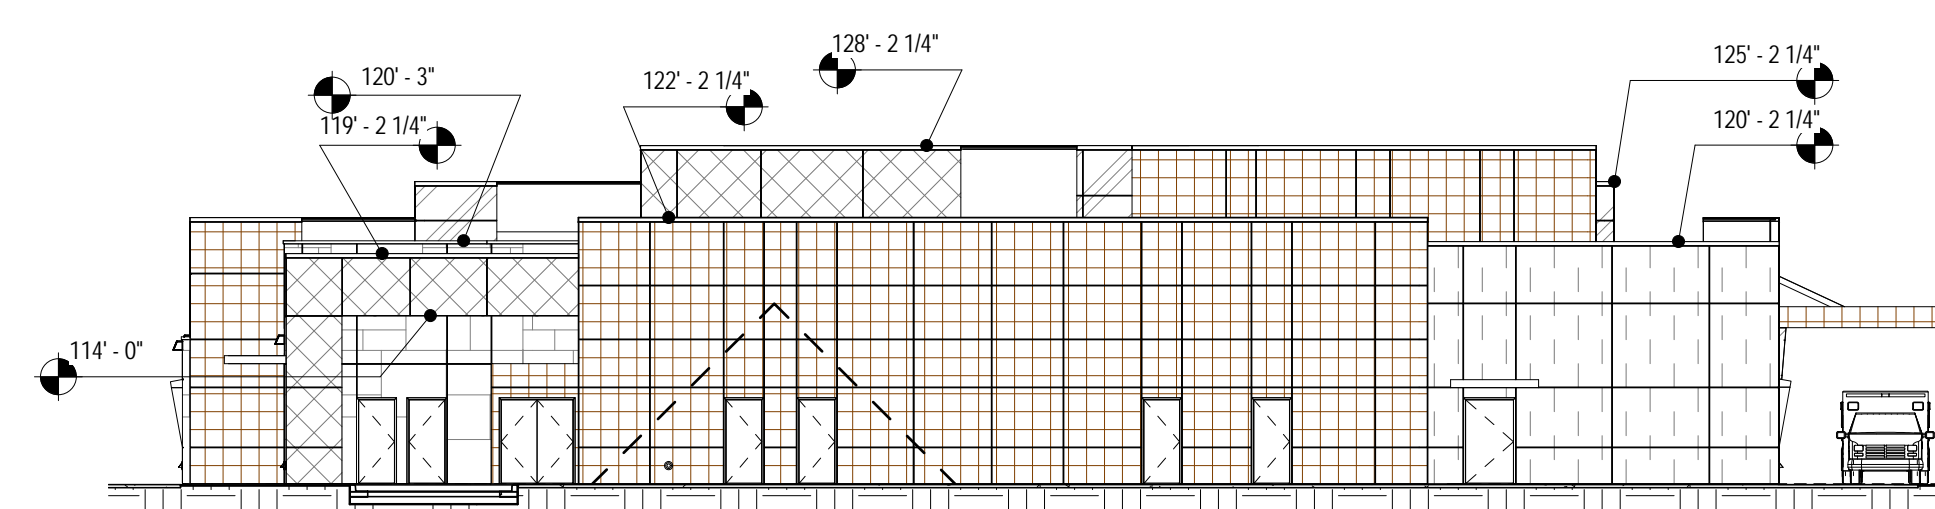 128' - 2 1/4"
125' - 2 1/4"
120' - 3"
122' - 2 1/4"
119' - 2 1/4"
120' - 2 1/4"
114' - 0"